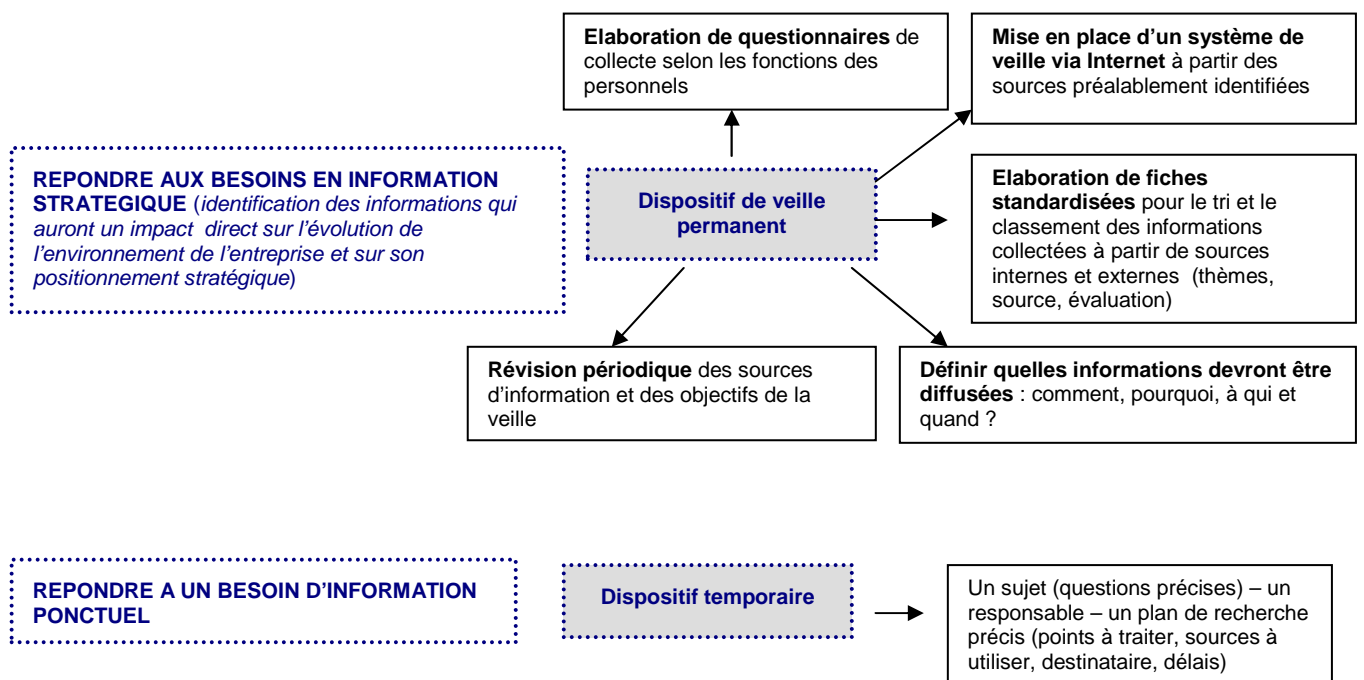 Elaboration de questionnaires de
collecte selon les fonctions des
personnels
Mise en place d’un système de
veille via Internet à partir des
sources préalablement identifiées
REPONDRE AUX BESOINS EN INFORMATION
STRATEGIQUE (identification des informations qui
auront un impact direct sur l’évolution de
l’environnement de l’entreprise et sur son
positionnement stratégique)
Dispositif de veille
permanent
Elaboration de fiches
standardisées pour le tri et le
classement des informations
collectées à partir de sources
internes et externes (thèmes,
source, évaluation)
Révision périodique des sources
d’information et des objectifs de la
veille
Définir quelles informations devront être
diffusées : comment, pourquoi, à qui et
quand ?
REPONDRE A UN BESOIN D’INFORMATION
PONCTUEL
Dispositif temporaire
Un sujet (questions précises) – un
responsable – un plan de recherche
précis (points à traiter, sources à
utiliser, destinataire, délais)